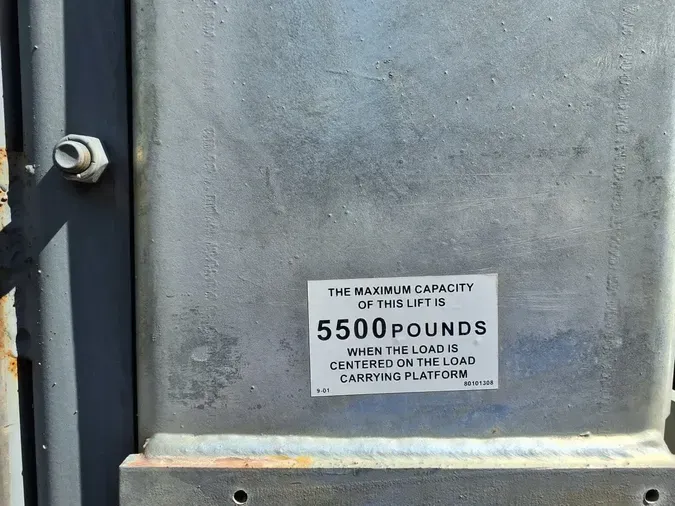 THE MAXIMUM CAPACITY
OF THIS LIFT IS
5500 POUNDS
WHEN THE LOAD IS
CENTERED ON THE LOAD
CARRYING PLATFORM
9-01 80101308